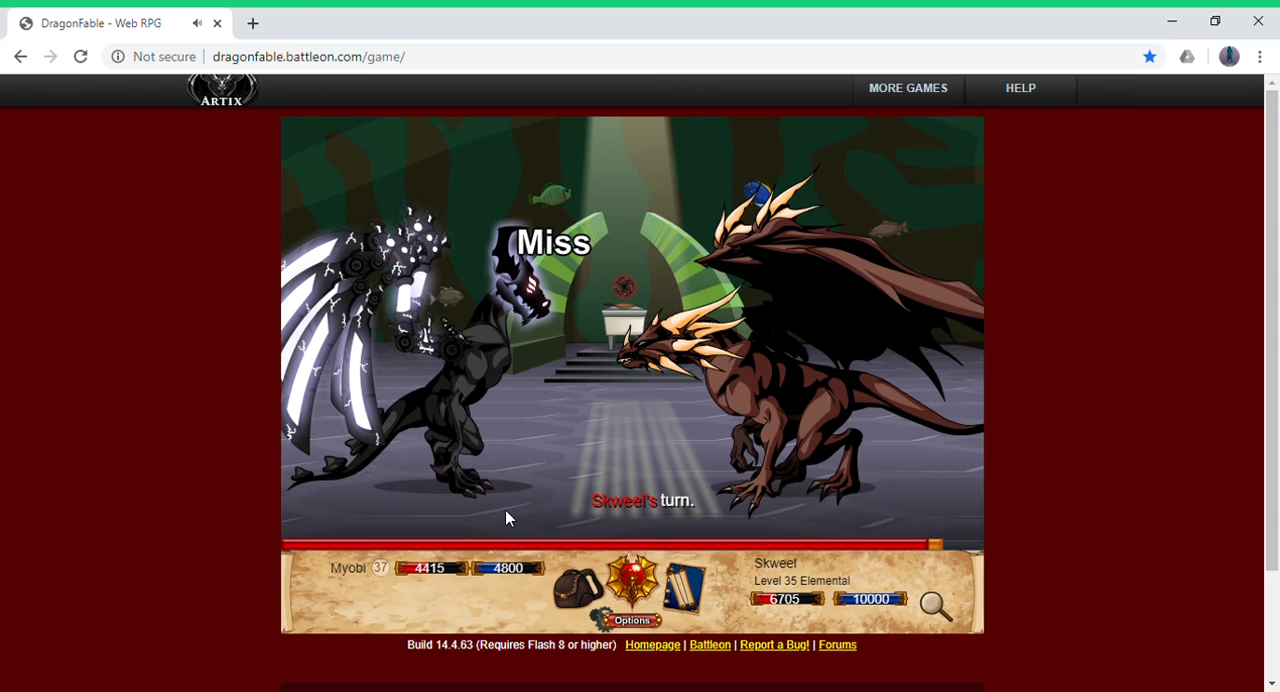 DragonFable - Web RPG
Not secure
dragonfable.battleon.com/game/
ARTIX
MORE GAMES
HELP
Miss
Skweel's turn.
Myobi 37 4415 4800
Options
Skweel
Level 35 Elemental
6705 10000
Build 14.4.63 (Requires Flash 8 or higher) Homepage | Battleon | Report a Bug! | Forums